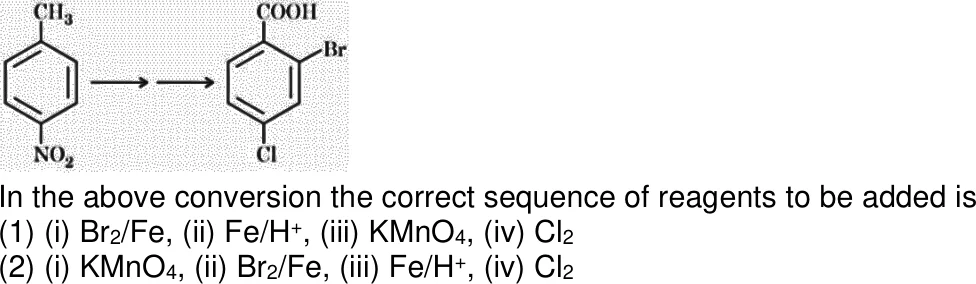 CH₃
COOH
Br
NO₂
Cl
In the above conversion the correct sequence of reagents to be added is
(1) (i) Br₂/Fe, (ii) Fe/H⁺, (iii) KMnO₄, (iv) Cl₂
(2) (i) KMnO₄, (ii) Br₂/Fe, (iii) Fe/H⁺, (iv) Cl₂